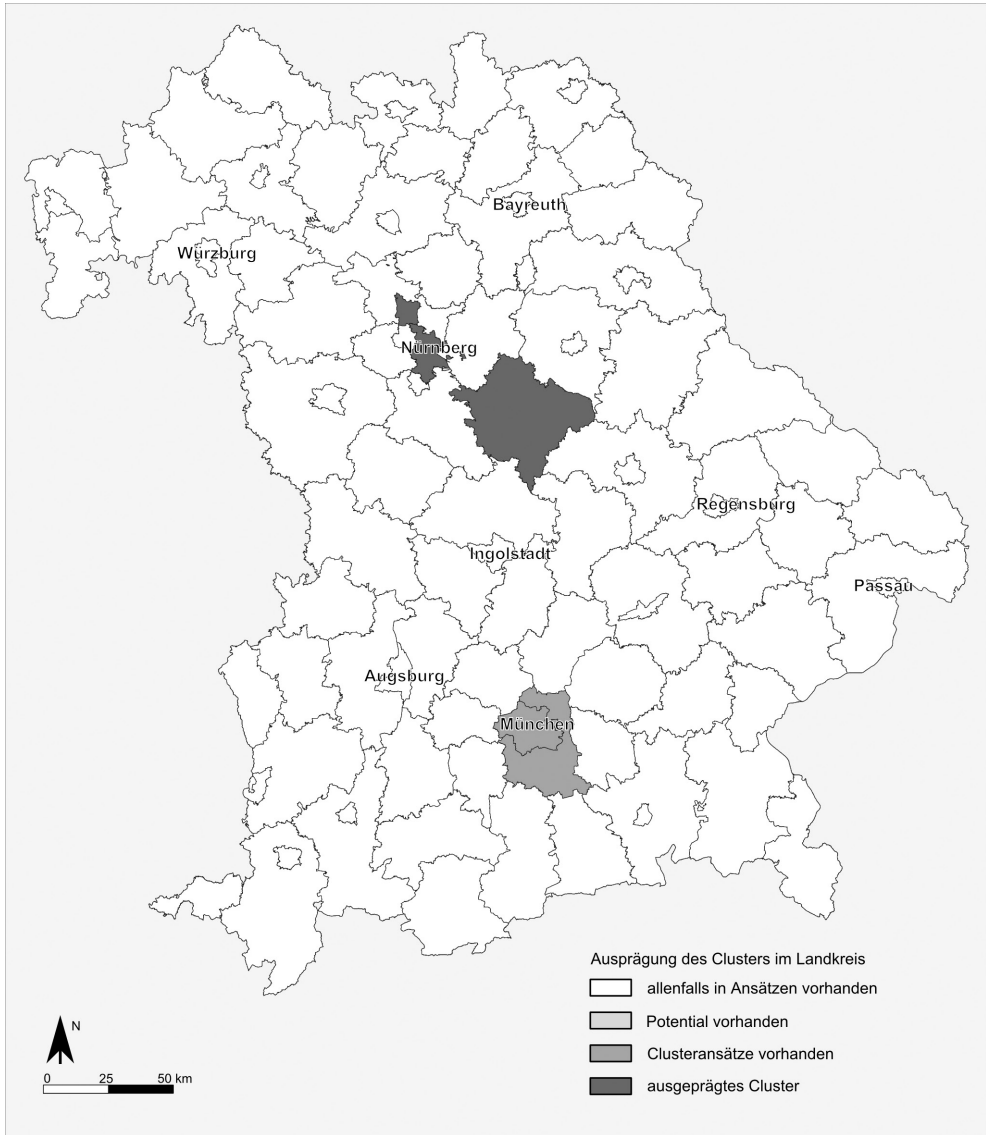 Bayreuth
Würzburg
Nürnberg
Regensburg
Ingolstadt
Passau
Augsburg
München
Ausprägung des Clusters im Landkreis
allenfalls in Ansätzen vorhanden
Potential vorhanden
Clusteransätze vorhanden
ausgeprägtes Cluster
N
0 25 50 km